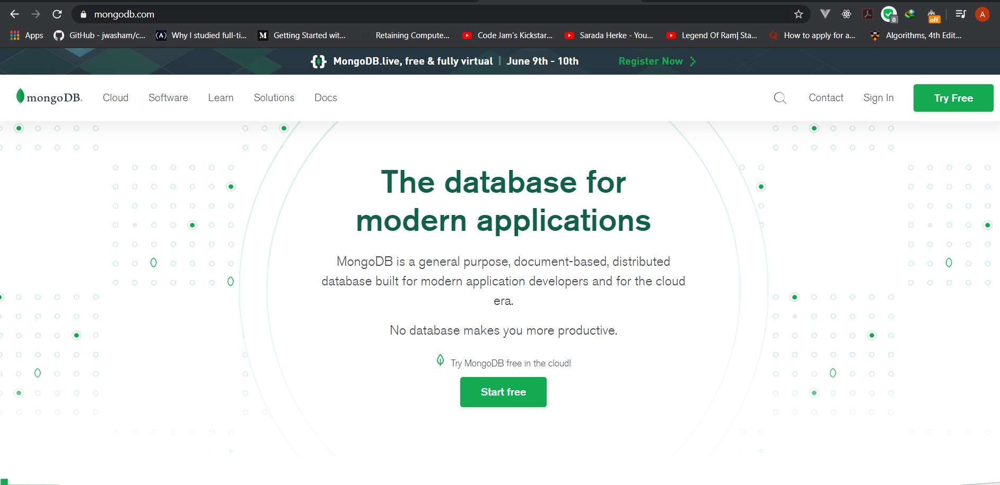 mongodb.com
0
off
A
Apps
GitHub - jwasham/c...
(A) Why I studied full-ti...
M Getting Started wit...
Retaining Compute...
Code Jam's Kickstar...
Sarada Herke - You...
Legend Of Ram| Sta...
Q How to apply for a...
Algorithms, 4th Edit...
MongoDB.live, free & fully virtual | June 9th - 10th Register Now
mongoDB.
Cloud Software Learn Solutions Docs Contact Sign In Try Free
The database for
modern applications
MongoDB is a general purpose, document-based, distributed
database built for modern application developers and for the cloud
era.
No database makes you more productive.
Try MongoDB free in the cloud!
Start free